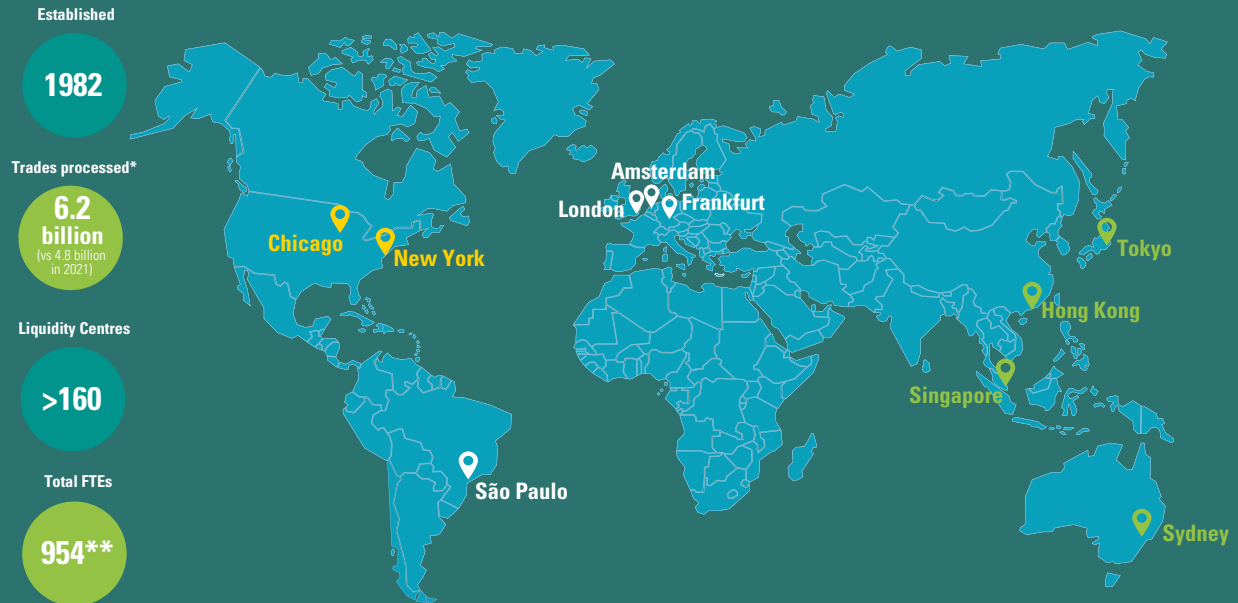 Established
1982
Trades processed*
6.2
billion
(vs 4.8 billion
in 2021)
Liquidity Centres
>160
Total FTEs
954**
Amsterdam
London
Frankfurt
Chicago
New York
Tokyo
Hong Kong
Singapore
São Paulo
Sydney